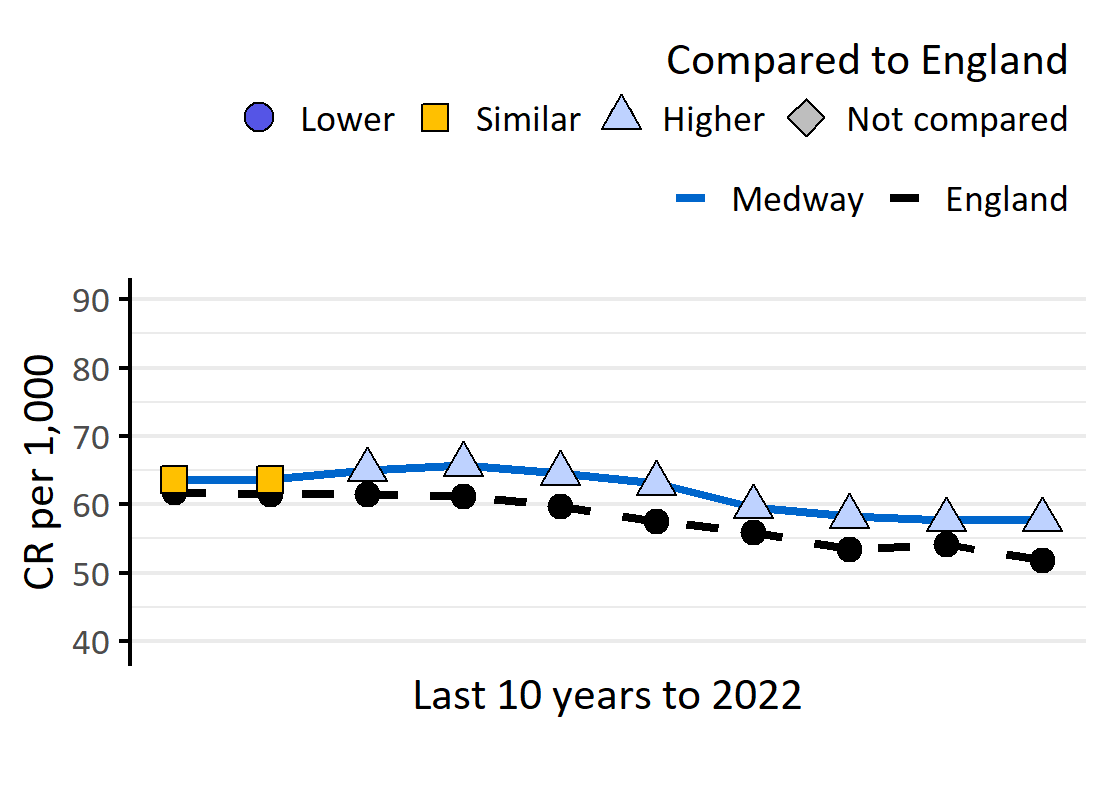 Compared to England
Lower Similar Higher Not compared
Medway England
90
80
70
60
50
40
CR per 1,000
Last 10 years to 2022